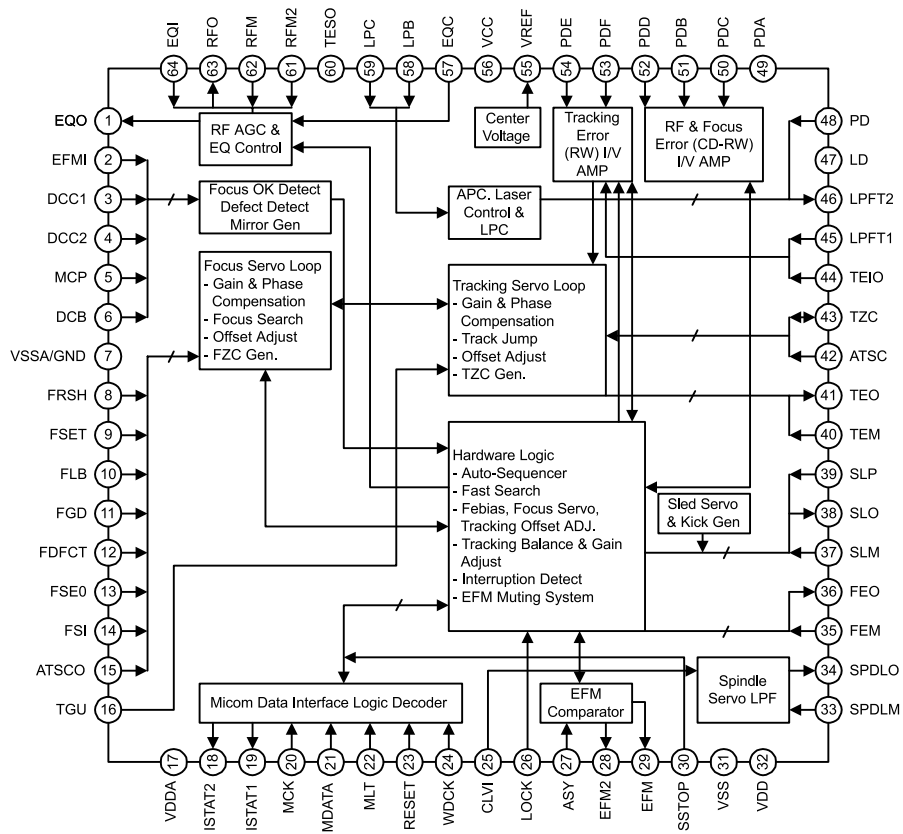 EQI
RFO
RFM
RFM2
TESO
LPC
LPB
EQC
VCC
VREF
PDE
PDF
PDD
PDB
PDC
PDA
64
63
62
61
60
59
58
57
56
55
54
53
52
51
50
49
EQO
1
EFMI
2
DCC1
3
DCC2
4
MCP
5
DCB
6
VSSA/GND
7
FRSH
8
FSET
9
FLB
10
FGD
11
FDFCT
12
FSE0
13
FSI
14
ATSCO
15
TGU
16
RF AGC &
EQ Control
Center
Voltage
Tracking
Error
(RW) I/V
AMP
RF & Focus
Error (CD-RW)
I/V AMP
Focus OK Detect
Defect Detect
Mirror Gen
APC. Laser
Control &
LPC
Focus Servo Loop
- Gain & Phase
Compensation
- Focus Search
- Offset Adjust
- FZC Gen.
Tracking Servo Loop
- Gain & Phase
Compensation
- Track Jump
- Offset Adjust
- TZC Gen.
Hardware Logic
- Auto-Sequencer
- Fast Search
- Febias, Focus Servo,
Tracking Offset ADJ.
- Tracking Balance & Gain
Adjust
- Interruption Detect
- EFM Muting System
Sled Servo
& Kick Gen
Micom Data Interface Logic Decoder
EFM
Comparator
Spindle
Servo LPF
48
PD
47
LD
46
LPFT2
45
LPFT1
44
TEIO
43
TZC
42
ATSC
41
TEO
40
TEM
39
SLP
38
SLO
37
SLM
36
FEO
35
FEM
34
SPDLO
33
SPDLM
17
18
19
20
21
22
23
24
25
26
27
28
29
30
31
32
VDDA
ISTAT2
ISTAT1
MCK
MDATA
MLT
RESET
WDCK
CLVI
LOCK
ASY
EFM2
EFM
SSTOP
VSS
VDD